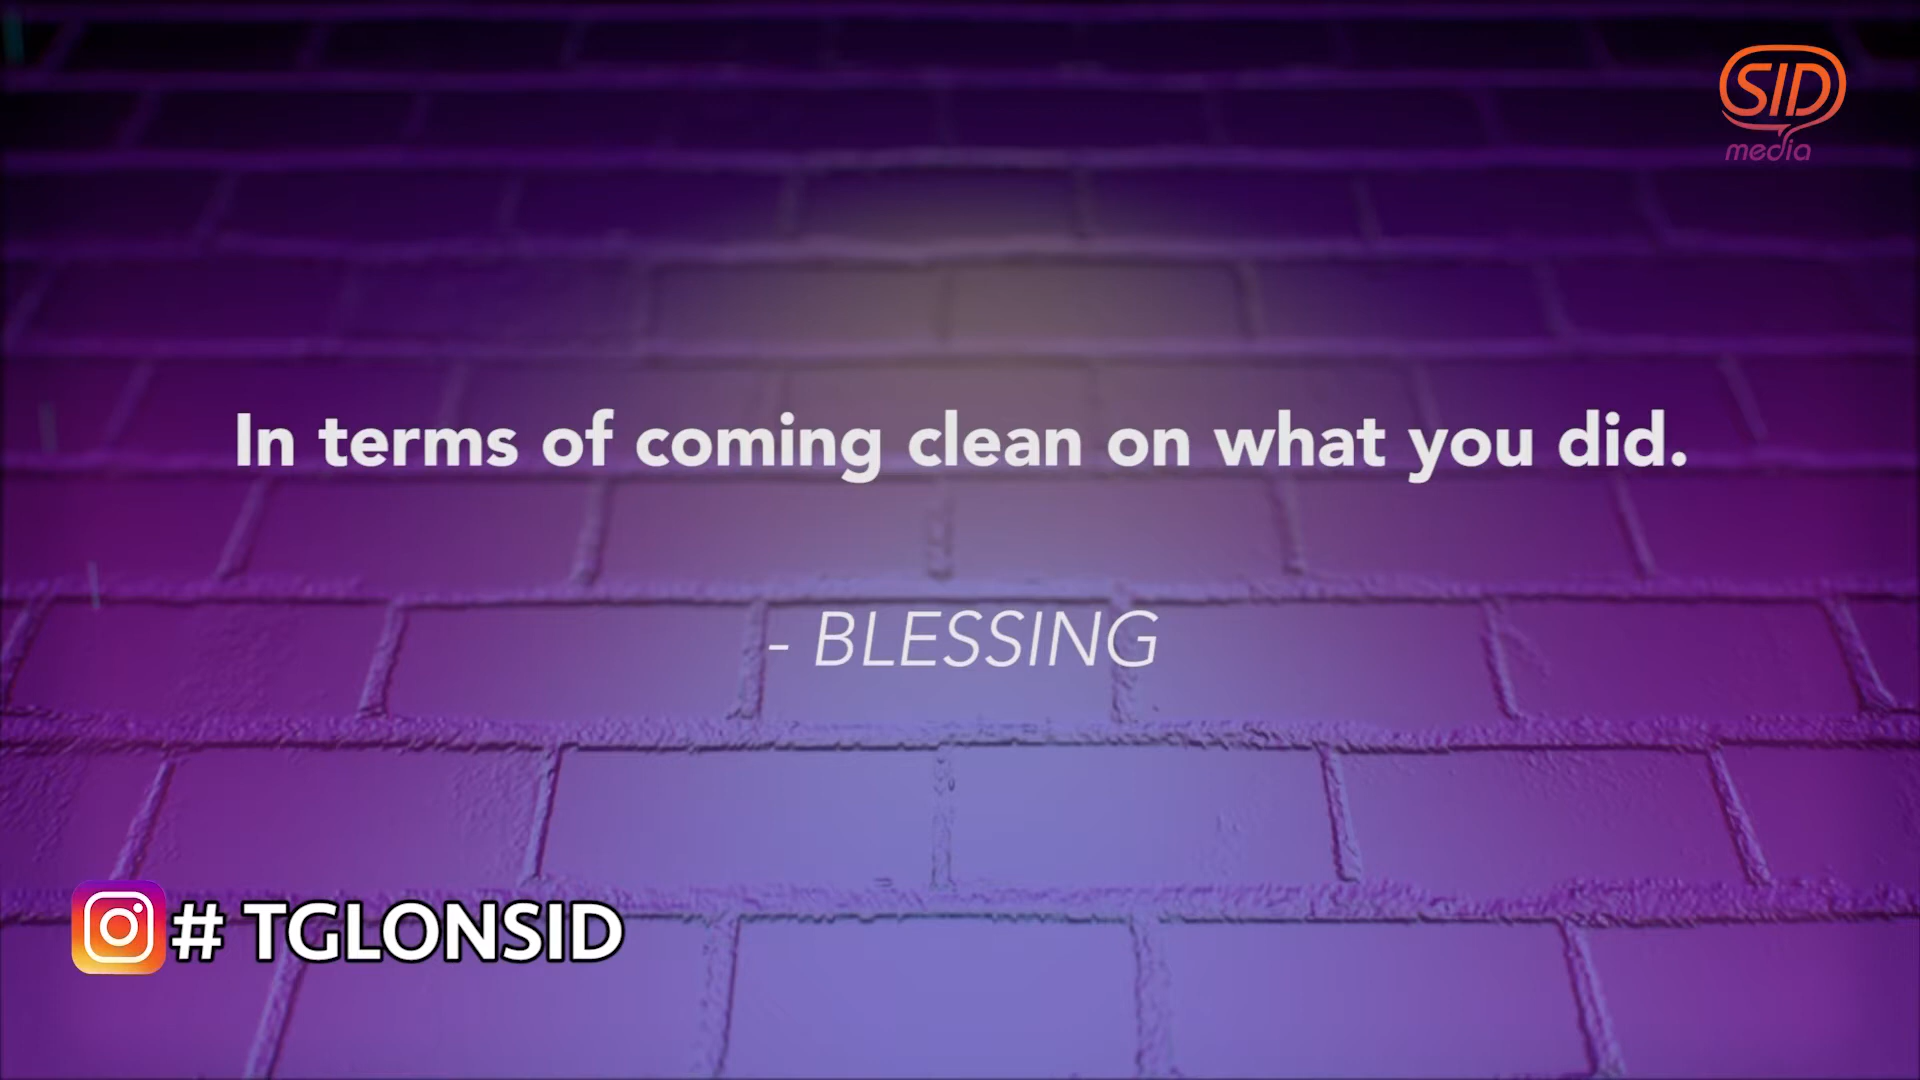 SID
media
In terms of coming clean on what you did.
- BLESSING
# TGLONSID